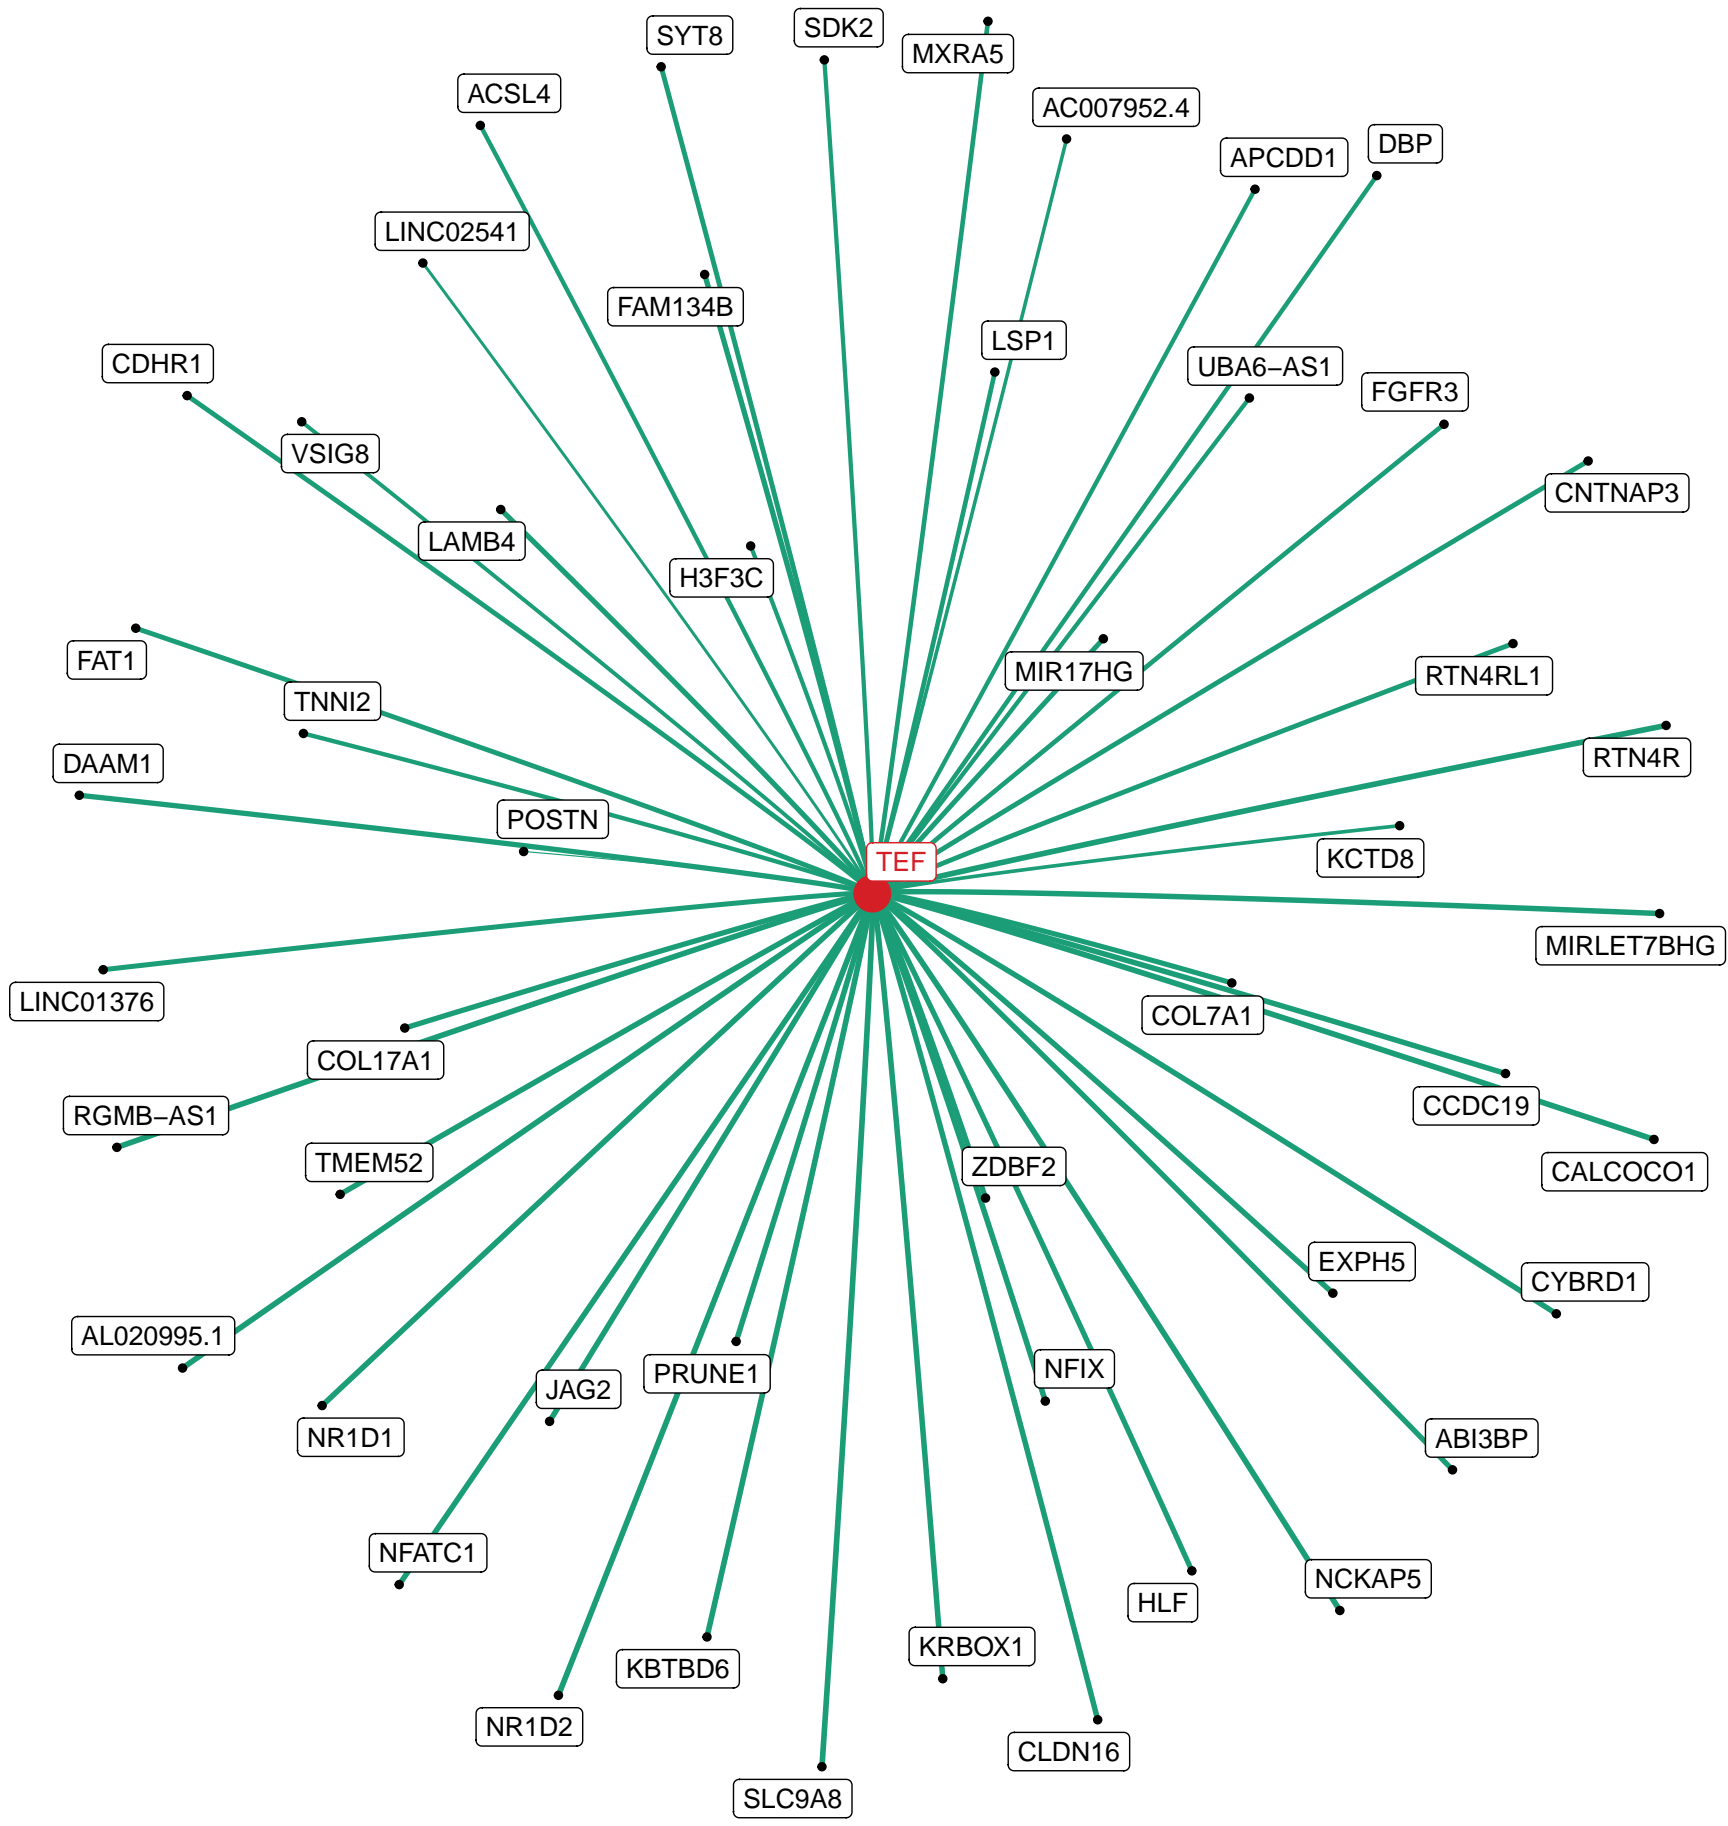 SDK2
SYT8
MXRA5
ACSL4
AC007952.4
DBP
APCDD1
LINC02541
FAM134B
LSP1
CDHR1
UBA6−AS1
FGFR3
VSIG8
CNTNAP3
LAMB4
H3F3C
FAT1
MIR17HG
RTN4RL1
TNNI2
RTN4R
DAAM1
POSTN
KCTD8
TEF
MIRLET7BHG
LINC01376
COL7A1
COL17A1
CCDC19
RGMB−AS1
TMEM52
ZDBF2
CALCOCO1
EXPH5
CYBRD1
AL020995.1
NFIX
PRUNE1
JAG2
NR1D1
ABI3BP
NFATC1
NCKAP5
HLF
KRBOX1
KBTBD6
NR1D2
CLDN16
SLC9A8